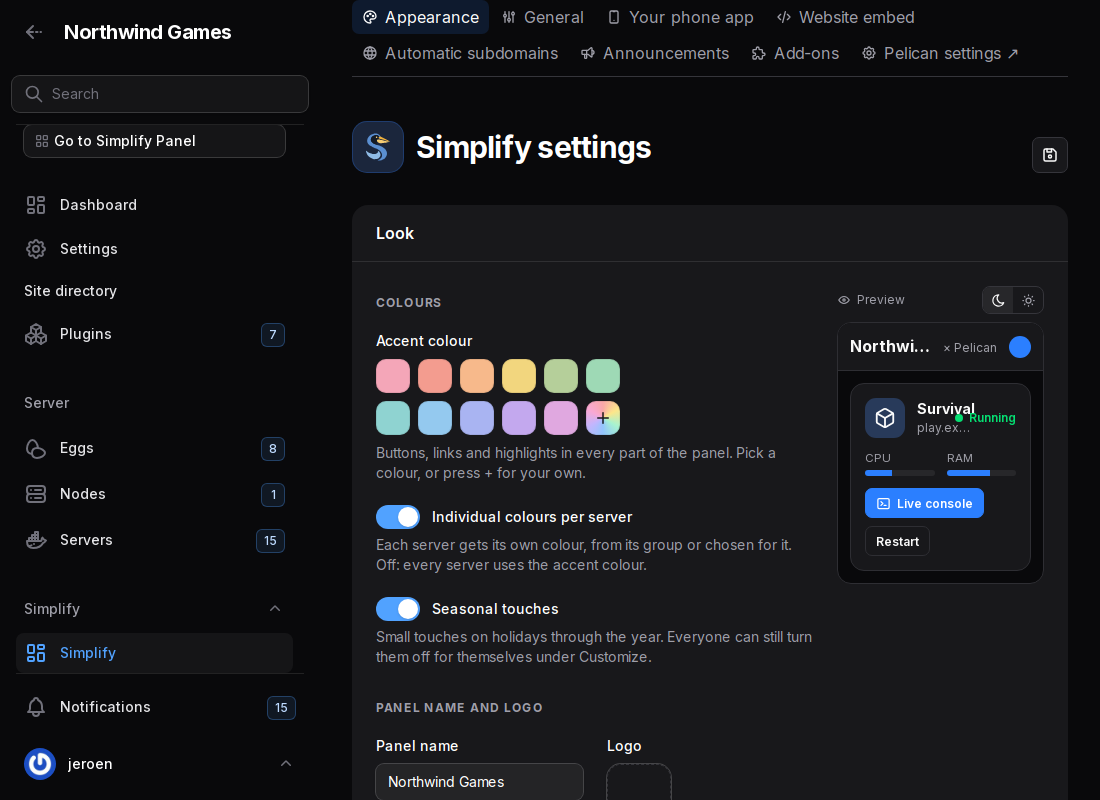 Northwind Games
Search
Go to Simplify Panel
Dashboard
Settings
Site directory
Plugins 7
Server
Eggs 8
Nodes 1
Servers 15
Simplify
Simplify
Notifications 15
jeroen
Appearance General Your phone app Website embed
Automatic subdomains Announcements Add-ons Pelican settings ↗
Simplify settings
Look
COLOURS
Accent colour
+
Buttons, links and highlights in every part of the panel. Pick a
colour, or press + for your own.
Individual colours per server
Each server gets its own colour, from its group or chosen for it.
Off: every server uses the accent colour.
Seasonal touches
Small touches on holidays through the year. Everyone can still turn
them off for themselves under Customize.
PANEL NAME AND LOGO
Panel name Logo
Northwind Games
Preview
Northwi... × Pelican
Survival
Running
play.ex...
CPU RAM
Live console
Restart